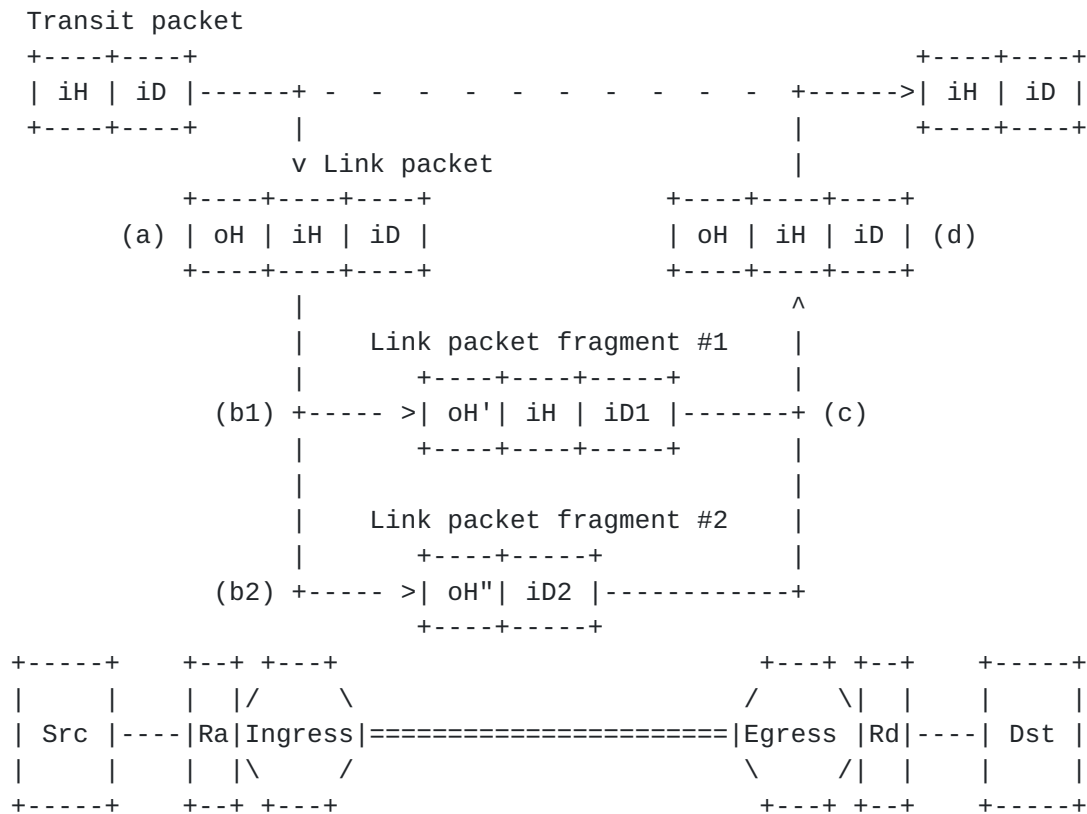 Transit packet
+----+----+                                              +----+----+
| iH | iD |------+ -  -  -  -  -  -  -  -  -  -  +------>| iH | iD |
+----+----+      |                               |       +----+----+
                 v Link packet                   |
          +----+----+----+               +----+----+----+
      (a) | oH | iH | iD |               | oH | iH | iD | (d)
          +----+----+----+               +----+----+----+
                 |                               ^
                 |    Link packet fragment #1    |
                 |       +----+----+-----+       |
            (b1) +----- >| oH'| iH | iD1 |-------+ (c)
                 |       +----+----+-----+       |
                 |                               |
                 |    Link packet fragment #2    |
                 |       +----+-----+            |
            (b2) +----- >| oH"| iD2 |------------+
                         +----+-----+
+-----+    +--+ +---+                           +---+ +--+    +-----+
|     |    |  |/     \                         /     \|  |    |     |
| Src |----|Ra|Ingress|=======================|Egress |Rd|----| Dst |
|     |    |  |\     /                         \     /|  |    |     |
+-----+    +--+ +---+                           +---+ +--+    +-----+